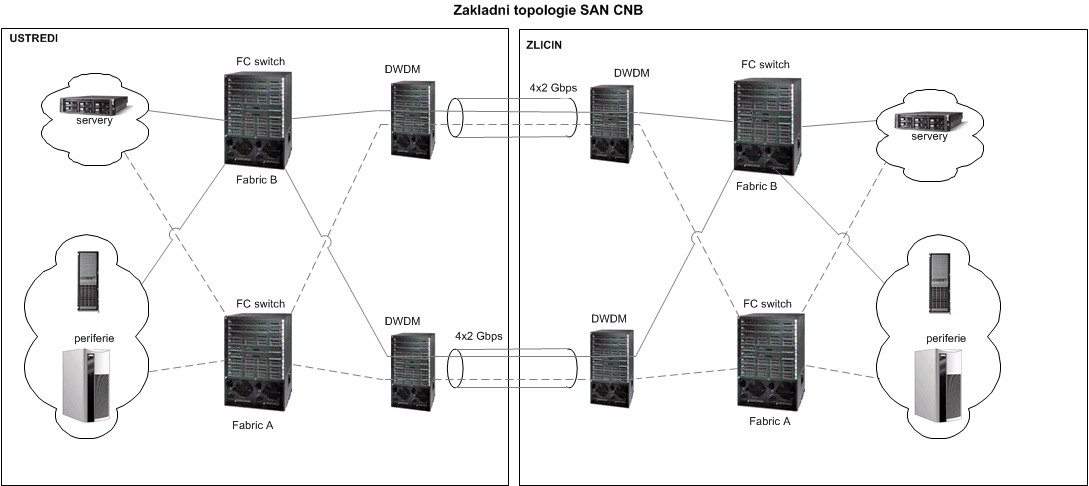 Zakladni topologie SAN CNB
USTREDI
ZLICIN
FC switch
DWDM
4x2 Gbps
DWDM
FC switch
servery
servery
Fabric B
Fabric B
FC switch
DWDM
4x2 Gbps
DWDM
FC switch
periferie
periferie
Fabric A
Fabric A